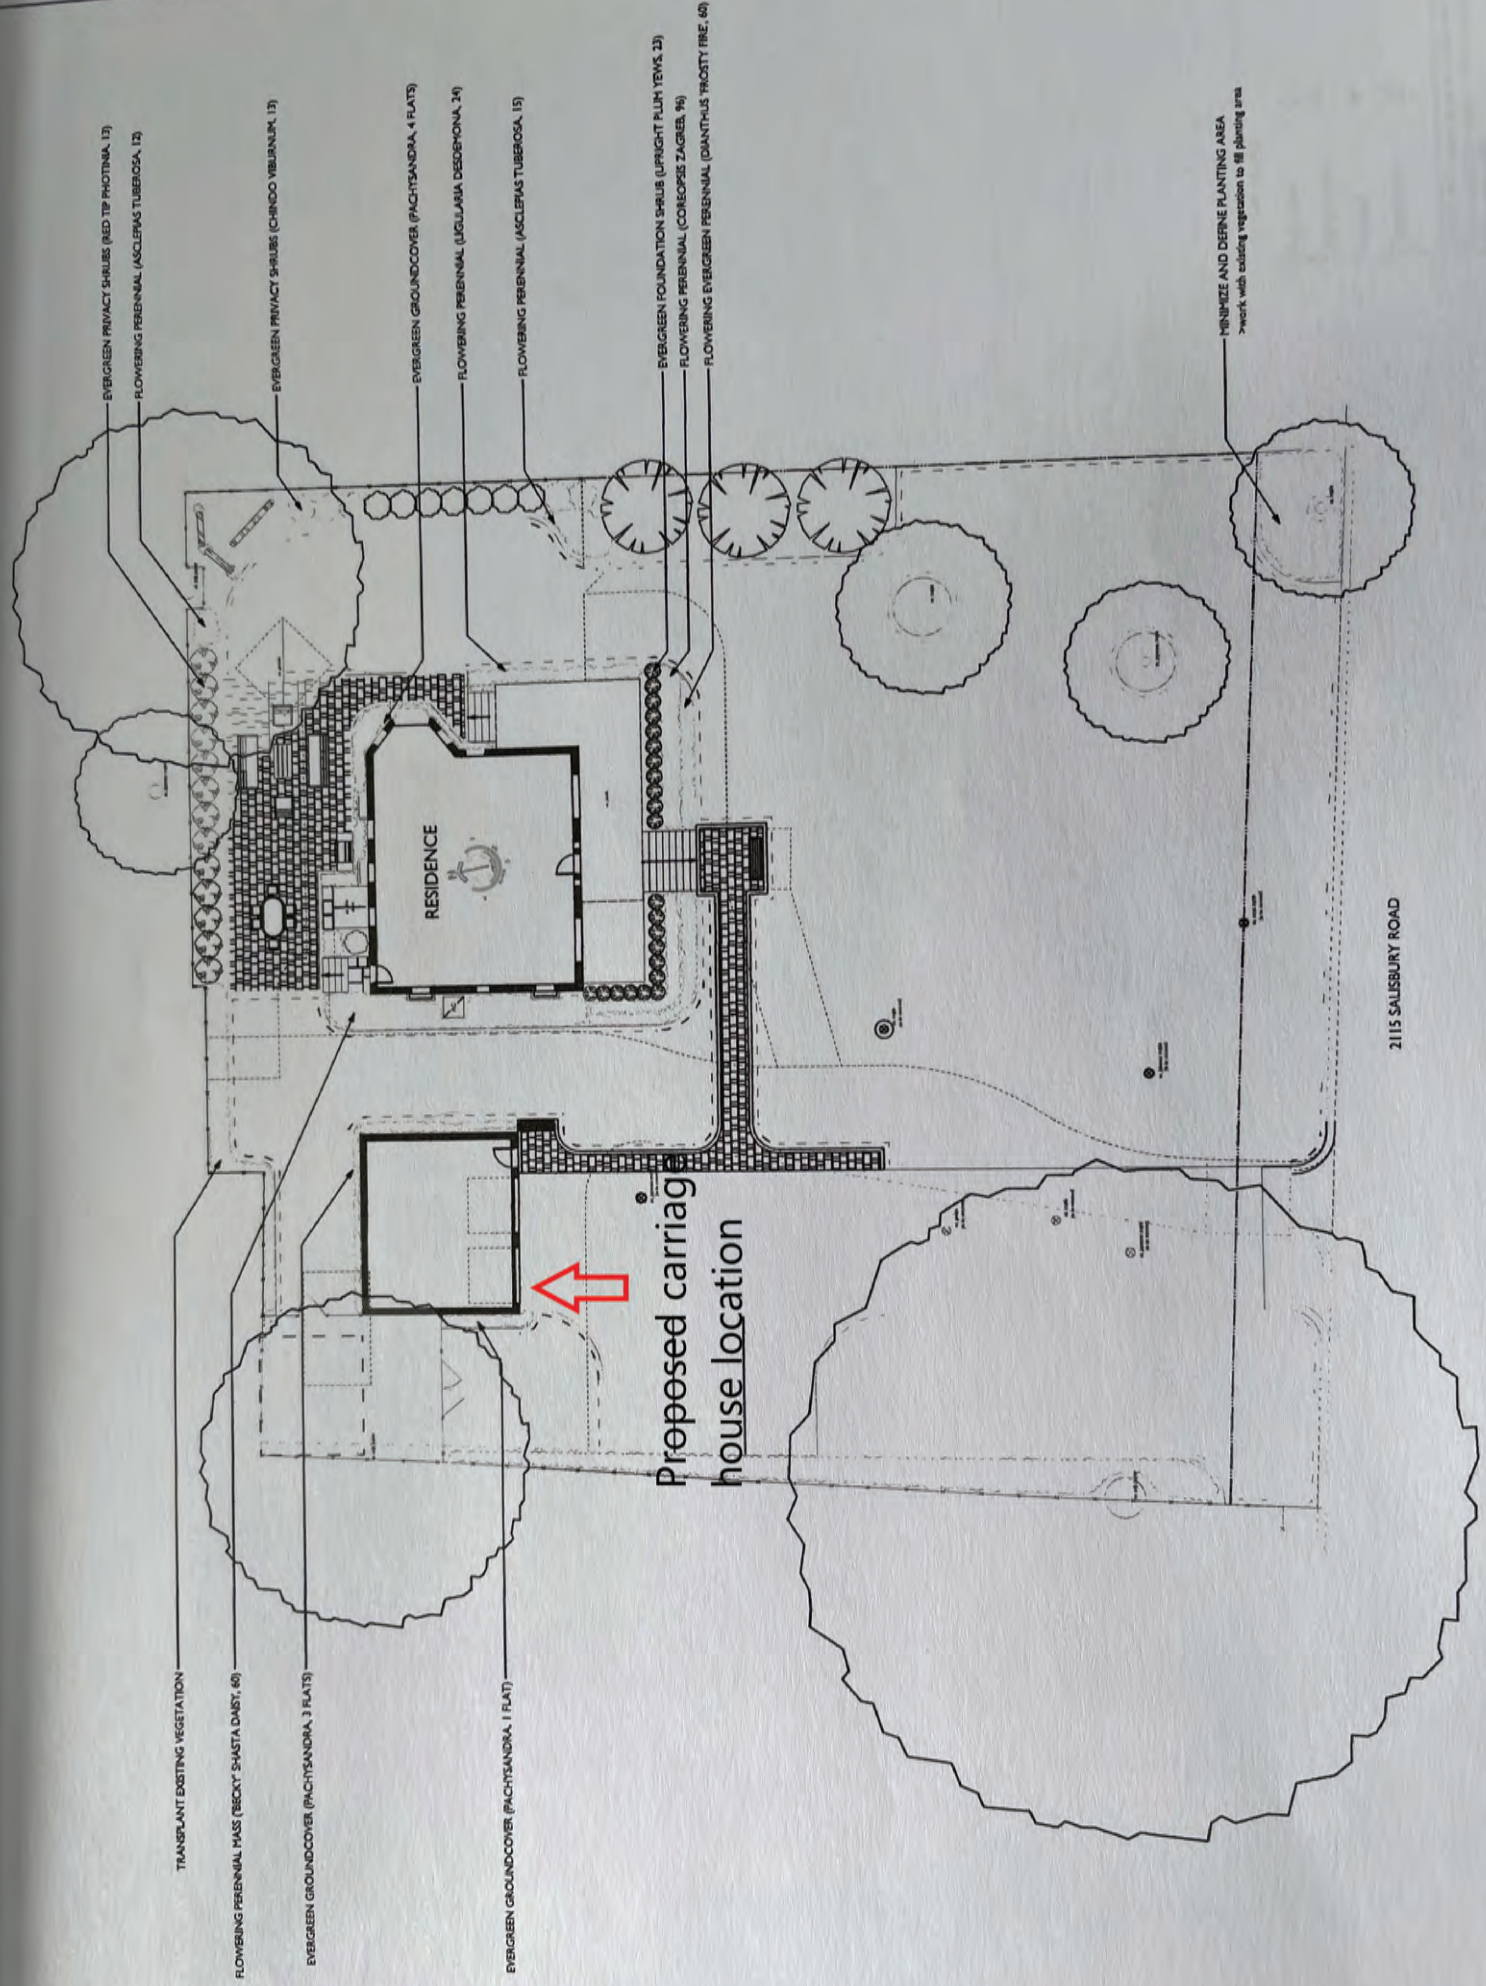 EVERGREEN PRIVACY SHRUBS (RED TIP PHOTINIA, 13)
FLOWERING PERENNIAL (ASCLEPIAS TUBEROSA, 12)
EVERGREEN PRIVACY SHRUBS (CHINDO VIBURNUM, 13)
EVERGREEN GROUNDCOVER (PACHYSANDRA, 4 FLATS)
FLOWERING PERENNIAL (LIGULARIA DESDEMONA, 24)
FLOWERING PERENNIAL (ASCLEPIAS TUBEROSA, 15)
EVERGREEN FOUNDATION SHRUB (UPRIGHT PLUM YEWS, 23)
FLOWERING PERENNIAL (COREOPSIS ZAGREB, 96)
FLOWERING EVERGREEN PERENNIAL (DIANTHUS 'FROSTY FIRE', 60)
MINIMIZE AND DEFINE PLANTING AREA
>work with existing vegetation to fill planting area
RESIDENCE
N
AC
Proposed carriage
house location
2115 SALISBURY ROAD
TRANSPLANT EXISTING VEGETATION
FLOWERING PERENNIAL MASS ('BECKY' SHASTA DAISY, 60)
EVERGREEN GROUNDCOVER (PACHYSANDRA, 3 FLATS)
EVERGREEN GROUNDCOVER (PACHYSANDRA, 1 FLAT)